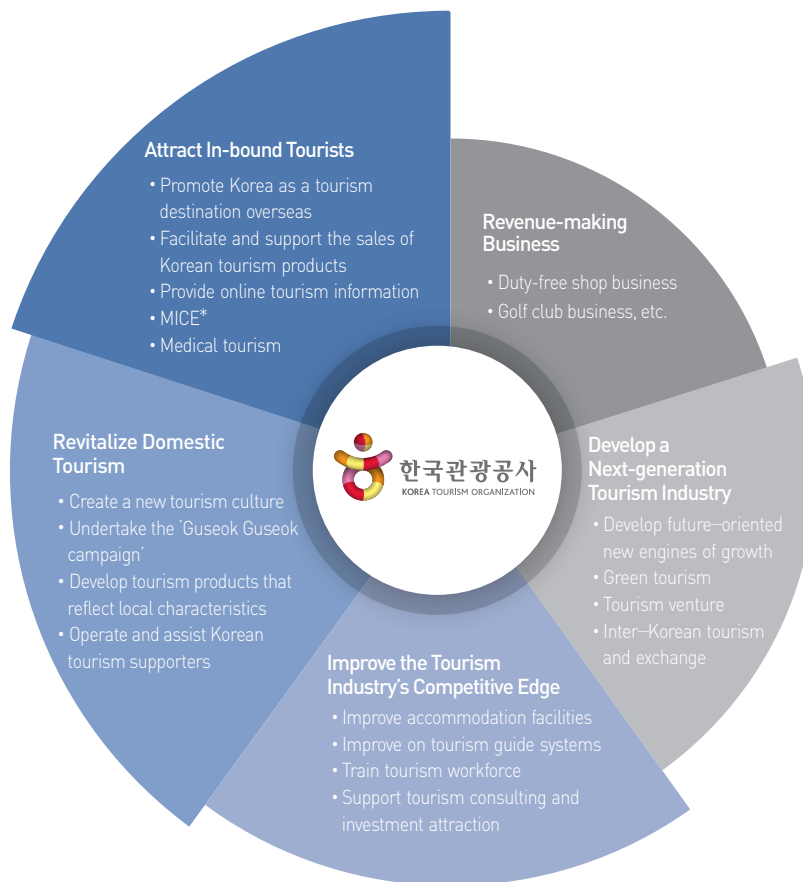 Attract In-bound Tourists
• Promote Korea as a tourism
destination overseas
• Facilitate and support the sales of
Korean tourism products
• Provide online tourism information
• MICE*
• Medical tourism
Revenue-making
Business
• Duty-free shop business
• Golf club business, etc.
Develop a
Next-generation
Tourism Industry
• Develop future–oriented
new engines of growth
• Green tourism
• Tourism venture
• Inter–Korean tourism
and exchange
Improve the Tourism
Industry's Competitive Edge
• Improve accommodation facilities
• Improve on tourism guide systems
• Train tourism workforce
• Support tourism consulting and
investment attraction
Revitalize Domestic
Tourism
• Create a new tourism culture
• Undertake the 'Guseok Guseok
campaign'
• Develop tourism products that
reflect local characteristics
• Operate and assist Korean
tourism supporters
한국관광공사
KOREA TOURISM ORGANIZATION